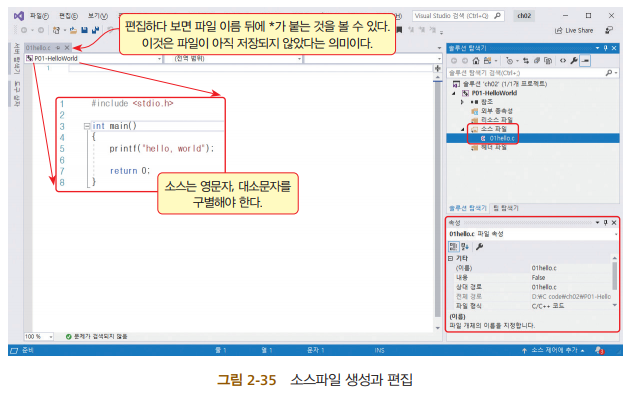 파일(F) 편집(E) 보기(V)
Visual Studio 검색 (Ctrl+Q)
ch02
편집하다 보면 파일 이름 뒤에 *가 붙는 것을 볼 수 있다.
이것은 파일이 아직 저장되지 않았다는 의미이다.
Live Share
서버 탐색기
도구 상자
01hello.c
P01-HelloWorld
(전역 범위)
1
1 #include <stdio.h>
2
3 int main()
4 {
5 printf("hello, world");
6
7 return 0;
8 }
소스는 영문자, 대소문자를
구별해야 한다.
솔루션 탐색기
솔루션 탐색기 검색(Ctrl+;)
솔루션 'ch02' (1/1개 프로젝트)
P01-HelloWorld
참조
외부 종속성
리소스 파일
소스 파일
01hello.c
헤더 파일
솔루션 탐색기 팀 탐색기
속성
01hello.c 파일 속성
기타
(이름) 01hello.c
내용 False
상대 경로 01hello.c
전체 경로 D:₩C code₩ch02₩P01-Hello
파일 형식 C/C++ 코드
(이름)
파일 개체의 이름을 지정합니다.
100 % 문제가 검색되지 않음
준비 줄 1 열 1 문자 1 INS 소스 제어에 추가
그림 2-35 소스파일 생성과 편집